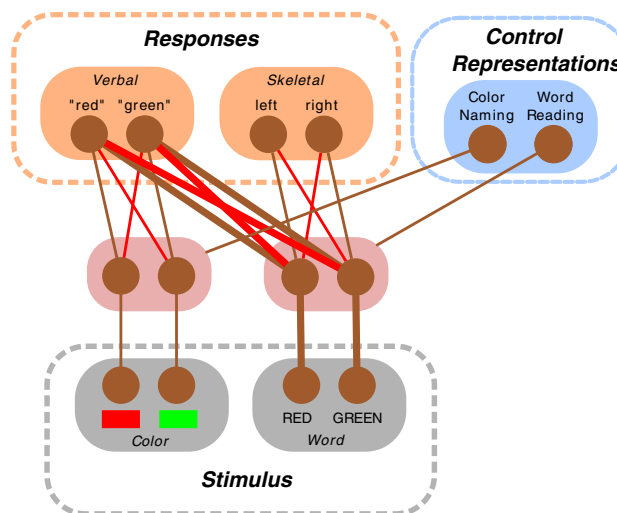 Responses
Verbal
"red" "green"
Skeletal
left right
Control
Representations
Color
Naming
Word
Reading
RED GREEN
Color
Word
Stimulus